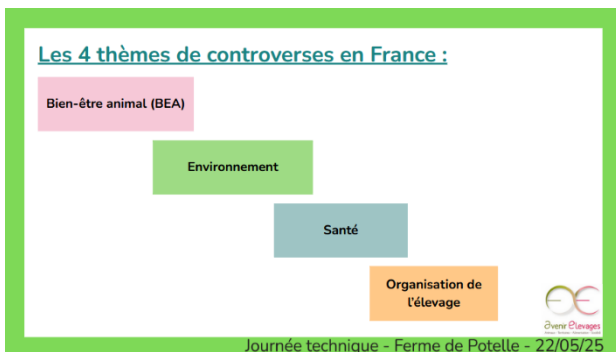 Les 4 thèmes de controverses en France :
Bien-être animal (BEA)
Environnement
Santé
Organisation de
l'élevage
Avenir Élevages
Journée technique - Ferme de Potelle - 22/05/25